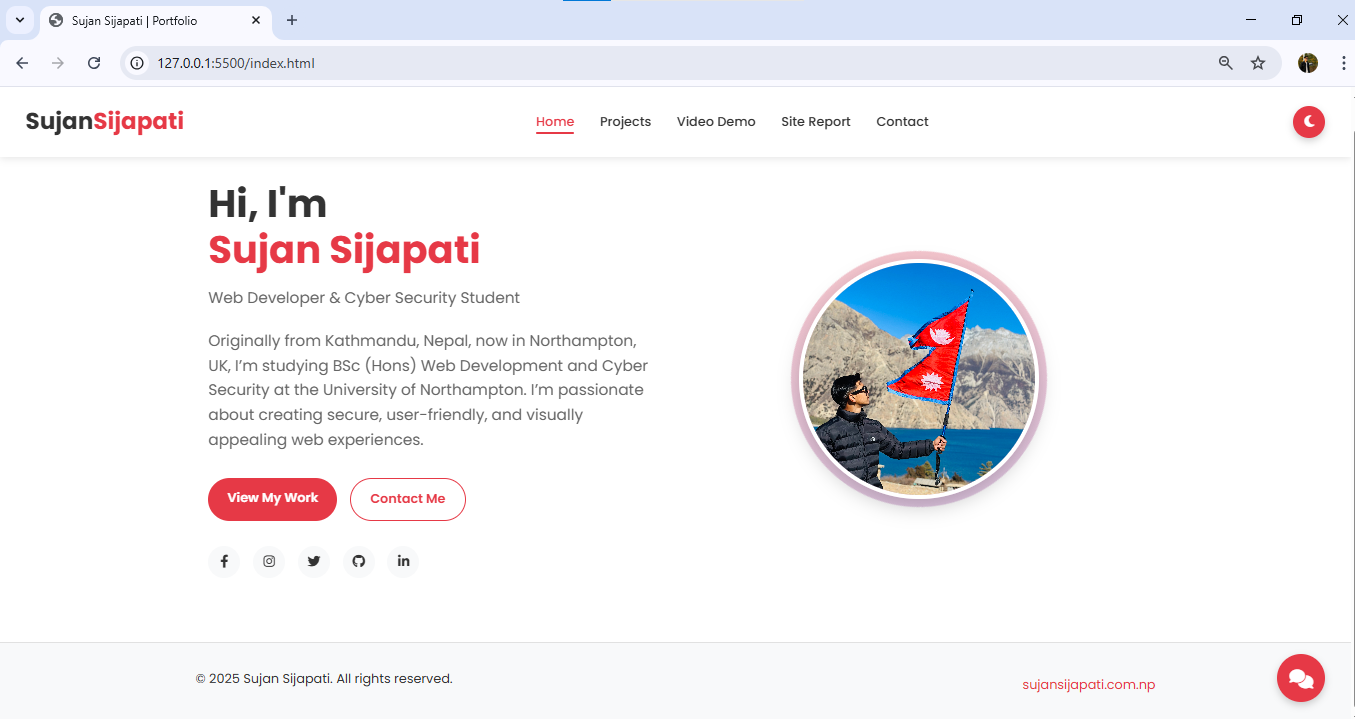 Sujan Sijapati | Portfolio
127.0.0.1:5500/index.html
SujanSijapati
Home Projects Video Demo Site Report Contact
Hi, I'm
Sujan Sijapati
Web Developer & Cyber Security Student
Originally from Kathmandu, Nepal, now in Northampton,
UK, I’m studying BSc (Hons) Web Development and Cyber
Security at the University of Northampton. I’m passionate
about creating secure, user-friendly, and visually
appealing web experiences.
View My Work Contact Me
© 2025 Sujan Sijapati. All rights reserved.
sujansijapati.com.np